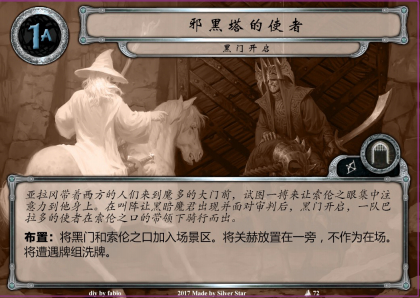 1A
邪黑塔的使者
黑门开启
亚拉冈带着西方的人们来到魔多的大门前，试图一搏来让索伦之眼集中注
意力到他身上。在叫阵让黑暗魔君出现并面对审判后，黑门开启，一队巴
拉多的使者在索伦之口的带领下骑行而出。
布置：将黑门和索伦之口加入场景区。将关赫放置在一旁，不作为在场。
将遭遇牌组洗牌。
diy by fabio
2017 Made by Silver Star
72